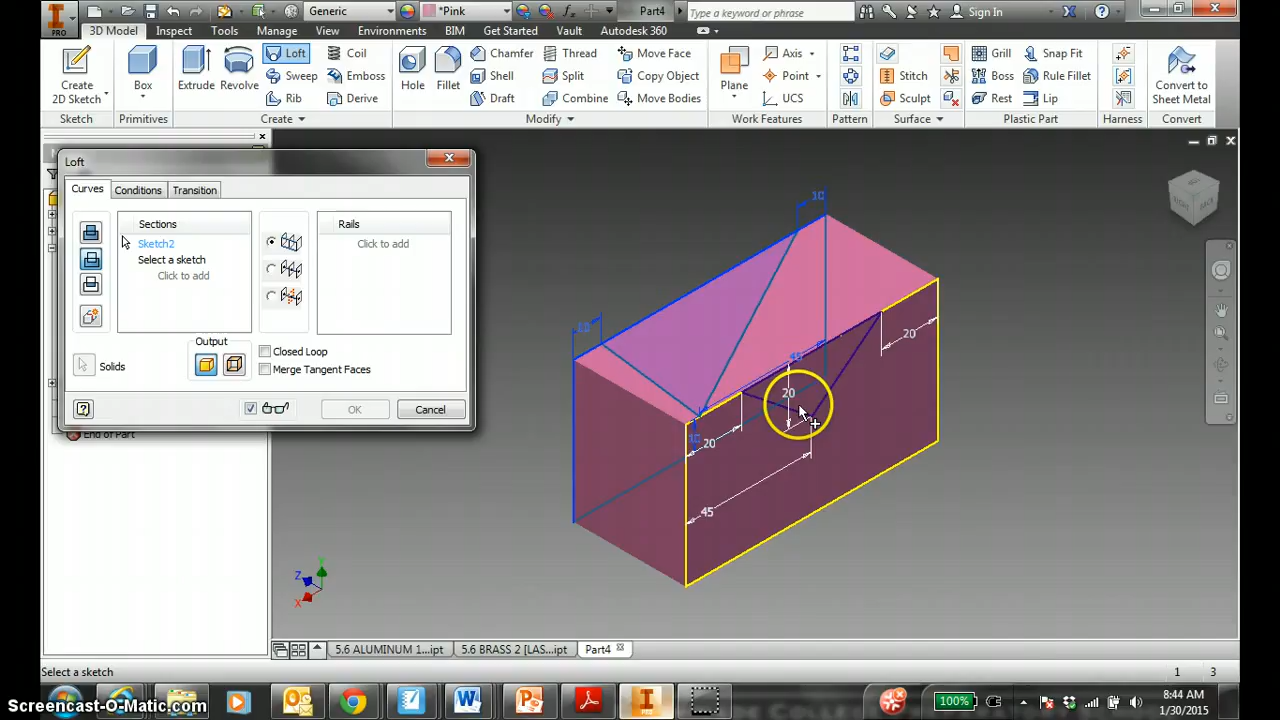 PRO
Generic
*Pink
fx
Part4
Type a keyword or phrase
Sign In
3D Model Inspect Tools Manage View Environments BIM Get Started Vault Autodesk 360
Create
2D Sketch
Box
Extrude Revolve
Loft
Sweep
Rib
Coil
Emboss
Derive
Hole Fillet
Chamfer
Shell
Draft
Thread
Split
Combine
Move Face
Copy Object
Move Bodies
Plane
Axis
Point
UCS
Stitch
Sculpt
Grill
Boss
Rest
Snap Fit
Rule Fillet
Lip
Convert to
Sheet Metal
Sketch Primitives Create Modify Work Features Pattern Surface Plastic Part Harness Convert
Loft
Curves Conditions Transition
Sections
Sketch2
Select a sketch
Click to add
Rails
Click to add
Solids
Output
Closed Loop
Merge Tangent Faces
OK Cancel
End of Part
10
10
45
20
20
10
20
45
Y
Z
X
5.6 ALUMINUM 1...ipt 5.6 BRASS 2 [LAS...ipt Part4
Select a sketch
1 3
100%
8:44 AM
1/30/2015
Screencast-O-Matic.com